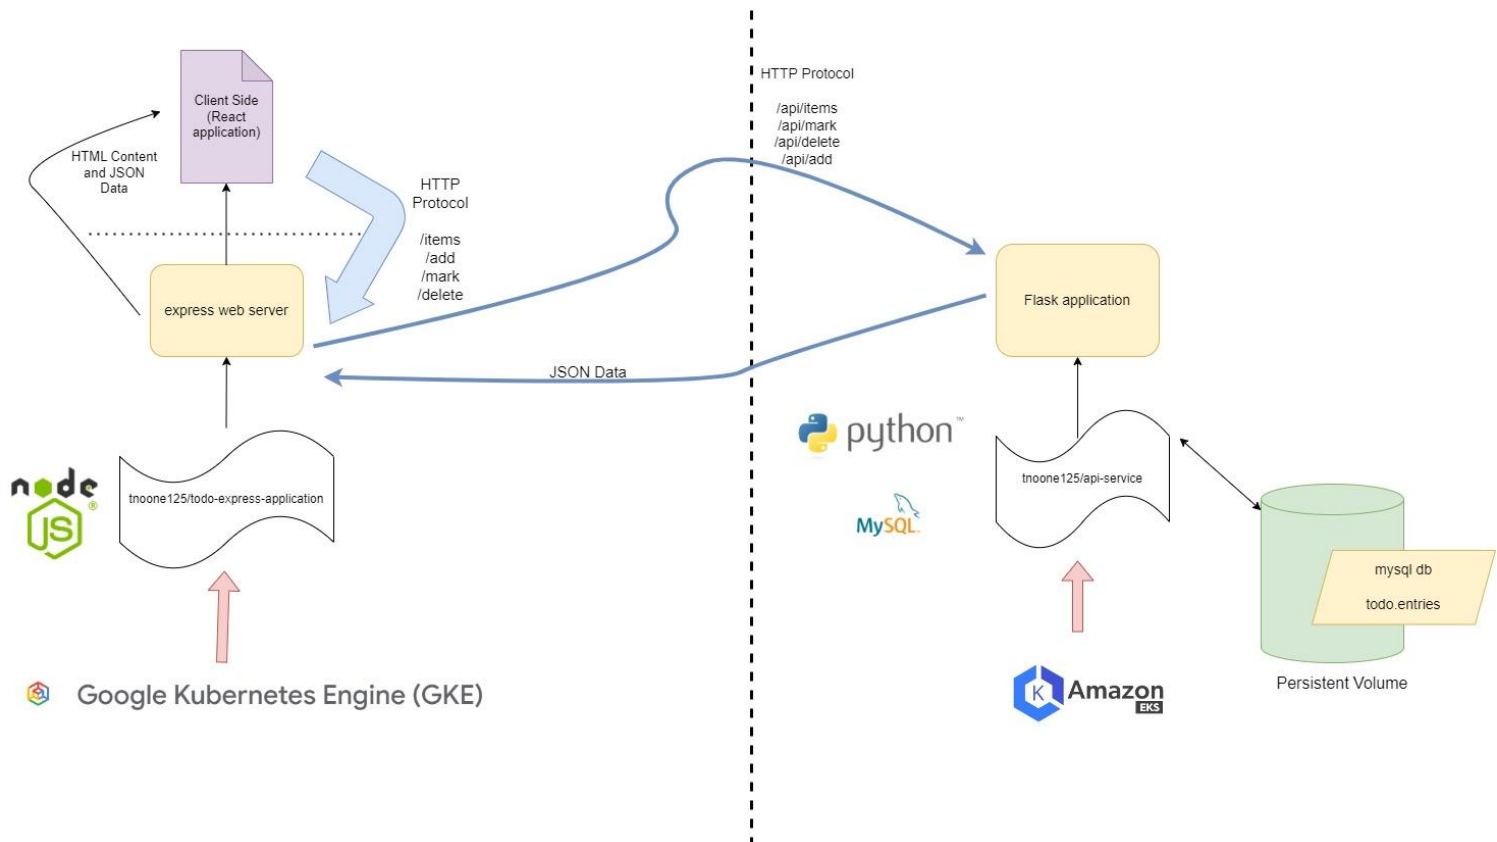 Client Side
(React
application)
HTML Content
and JSON
Data
HTTP
Protocol
/items
/add
/mark
/delete
express web server
tnoone125/todo-express-application
node
JS
®
Google Kubernetes Engine (GKE)
JSON Data
HTTP Protocol
/api/items
/api/mark
/api/delete
/api/add
Flask application
python™
MySQL™
tnoone125/api-service
mysql db
todo.entries
Persistent Volume
K
Amazon
EKS